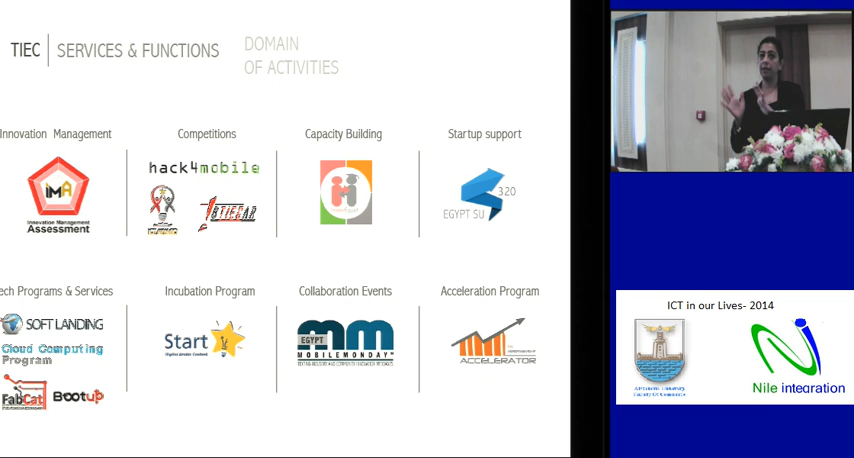 TIEC
SERVICES & FUNCTIONS
DOMAIN
OF ACTIVITIES
Innovation Management
Competitions
Capacity Building
Startup support
iMA
Innovation Management
Assessment
hack4mobile
EGYPT SU
320
ech Programs & Services
Incubation Program
Collaboration Events
Acceleration Program
SOFT LANDING
Cloud Computing
Program
FabCat
Bootup
Start
EGYPT
MOBILEMONDAY
ACCELERATOR
ICT in our Lives- 2014
Nile integration